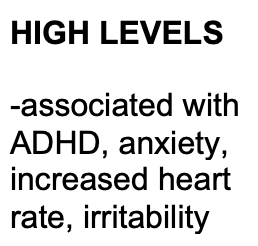 HIGH LEVELS
-associated with
ADHD, anxiety,
increased heart
rate, irritability